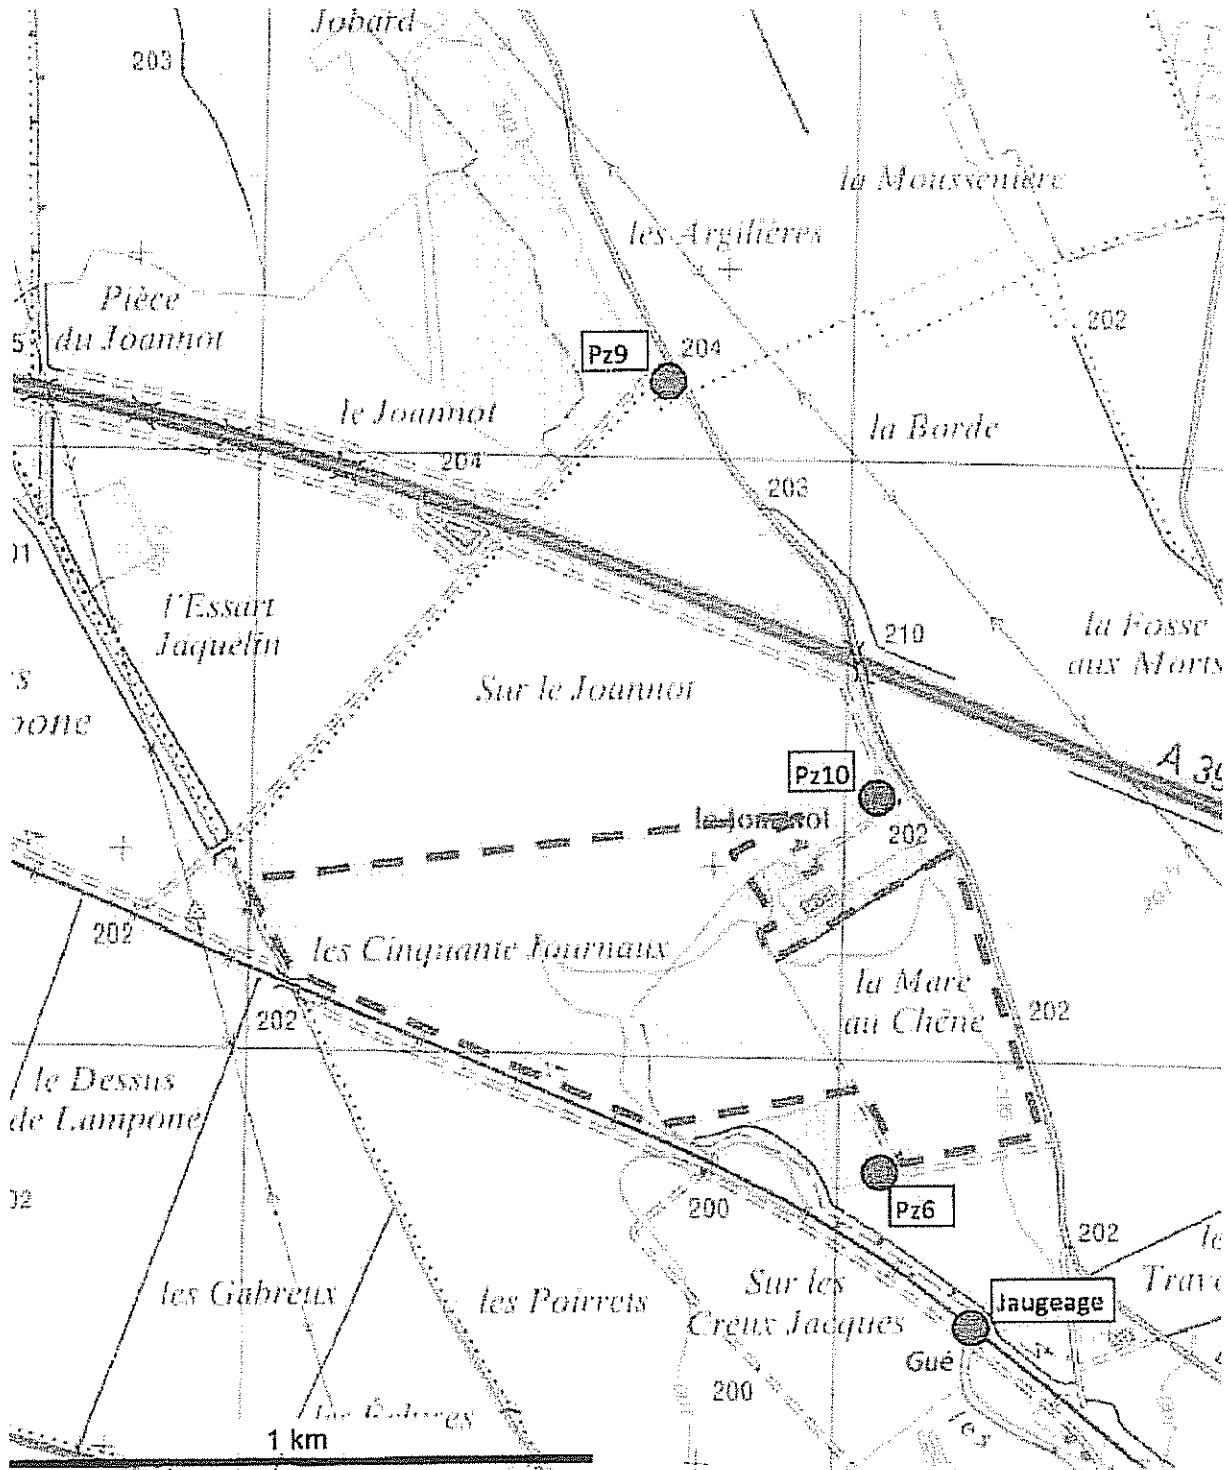 Jobard
203
la Moussenière
les Argilières
Pièce
du Joannot
202
Pz9
204
le Joannot
la Borde
204
203
l'Essart
Jaquelin
210
la Fosse
aux Morts
Sur le Joannot
Pz10
A 39
le Joannot
202
202
les Cinquante Journaux
la Mare
au Chêne
202
202
le Dessus
de Lampone
200
Pz6
202
les Gabreux
les Poirrets
Sur les
Creux Jacques
Jaugeage
Gué
200
1 km